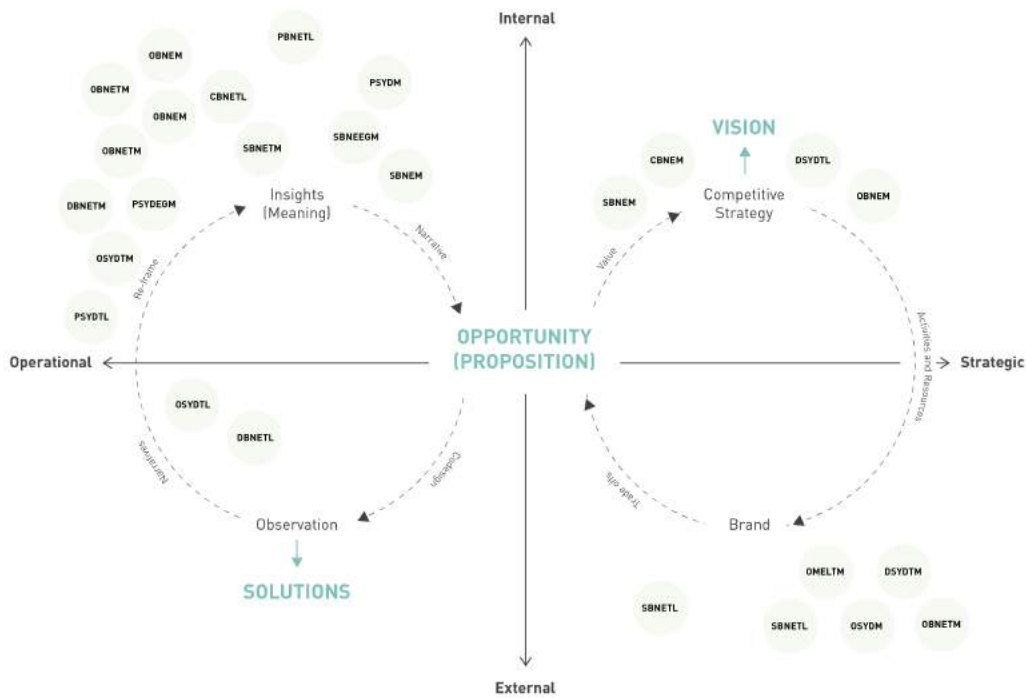 Internal
PBNETL
OBNEM
PSYDM
OBNETM
CBNETL
OBNEM
VISION
SBNEEGM
OBNETM
SBNETM
CBNEM
DSYDTL
SBNEM
Insights
(Meaning)
Competitive
Strategy
OBNEM
SBNEM
DBNETM
PSYDEGM
Narrative
Value
OSYDTM
Re-frame
PSYDTL
OPPORTUNITY
(PROPOSITION)
Activities and Resources
Operational
Strategic
OSYDTL
DBNETL
Narratives
Codesign
Trade offs
Observation
Brand
SOLUTIONS
OMELTM
DSYDTM
SBNETL
SBNETL
OSYDM
OBNETM
External